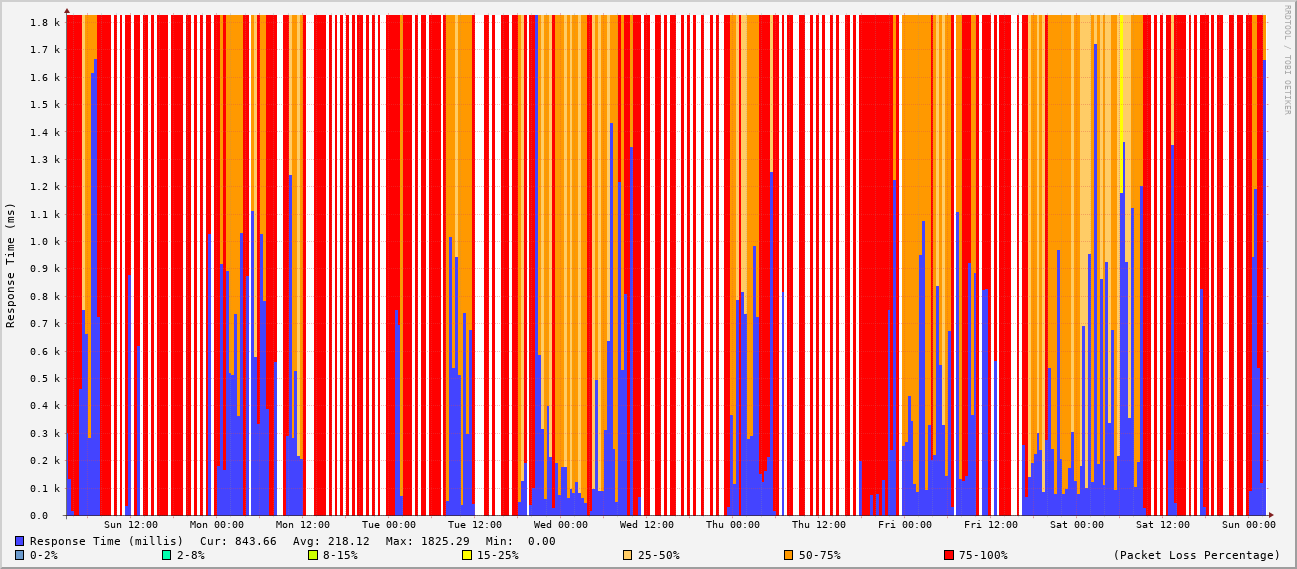 1.8 k
1.7 k
1.6 k
1.5 k
1.4 k
1.3 k
1.2 k
1.1 k
1.0 k
0.9 k
0.8 k
0.7 k
0.6 k
0.5 k
0.4 k
0.3 k
0.2 k
0.1 k
0.0
Response Time (ms)
RRDTOOL / TOBI OETIKER
Sun 12:00 Mon 00:00 Mon 12:00 Tue 00:00 Tue 12:00 Wed 00:00 Wed 12:00 Thu 00:00 Thu 12:00 Fri 00:00 Fri 12:00 Sat 00:00 Sat 12:00 Sun 00:00
Response Time (millis) Cur: 843.66 Avg: 218.12 Max: 1825.29 Min: 0.00
0-2% 2-8% 8-15% 15-25% 25-50% 50-75% 75-100% (Packet Loss Percentage)